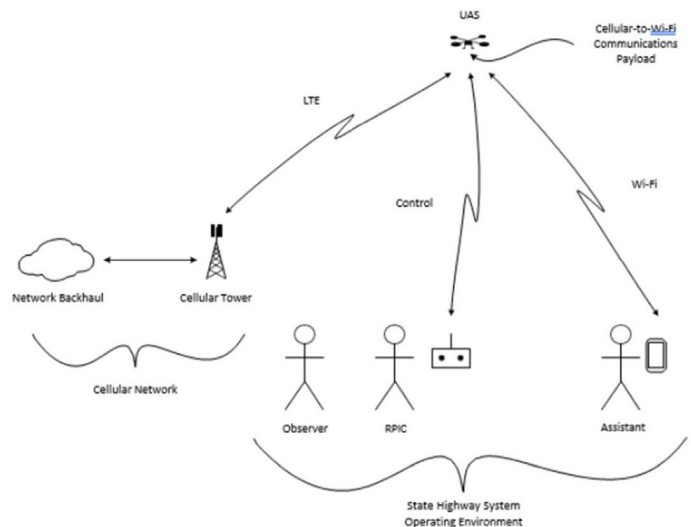 UAS
Cellular-to-Wi-Fi
Communications
Payload
LTE
Wi-Fi
Control
Network Backhaul
Cellular Tower
Cellular Network
Observer
RPIC
Assistant
State Highway System
Operating Environment